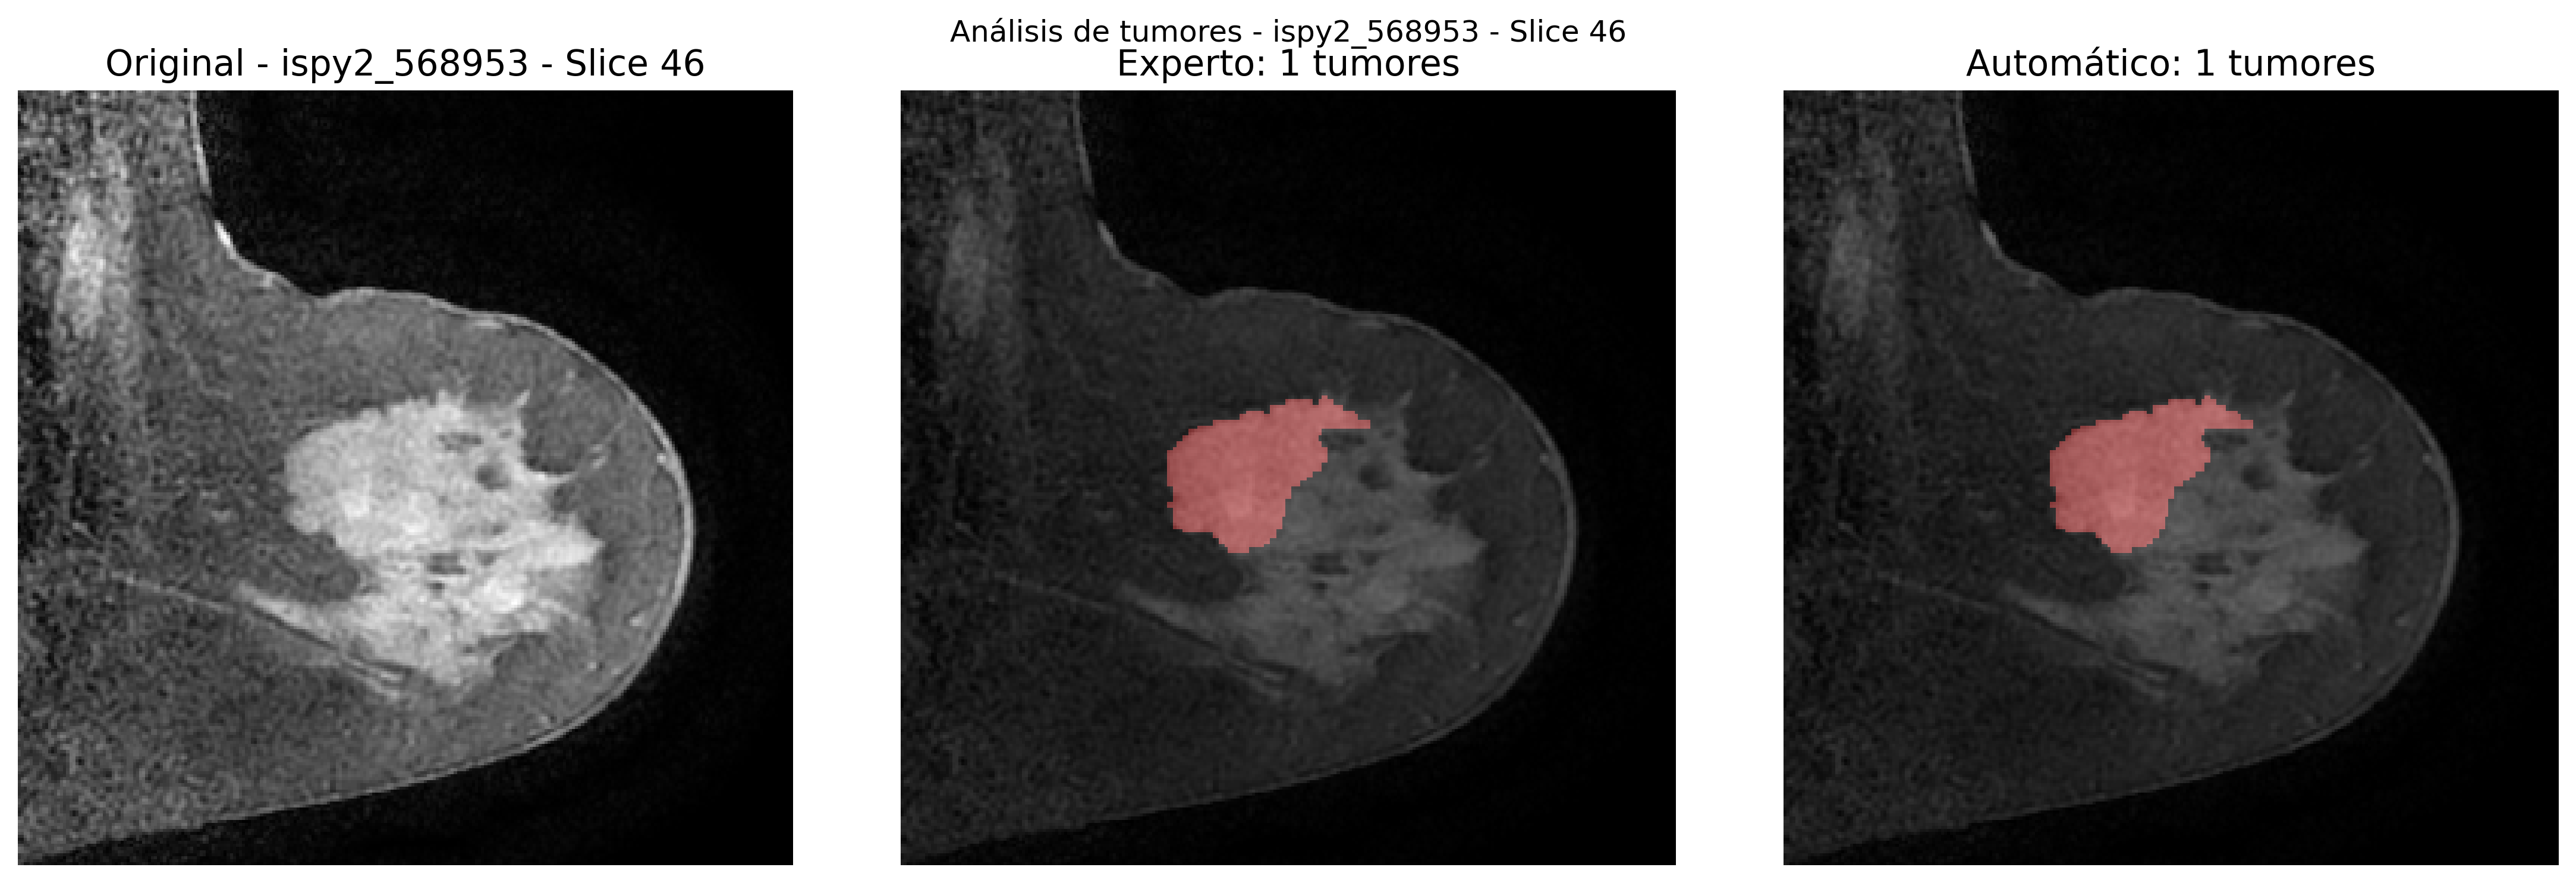 Análisis de tumores - ispy2_568953 - Slice 46
Original - ispy2_568953 - Slice 46
Experto: 1 tumores
Automático: 1 tumores